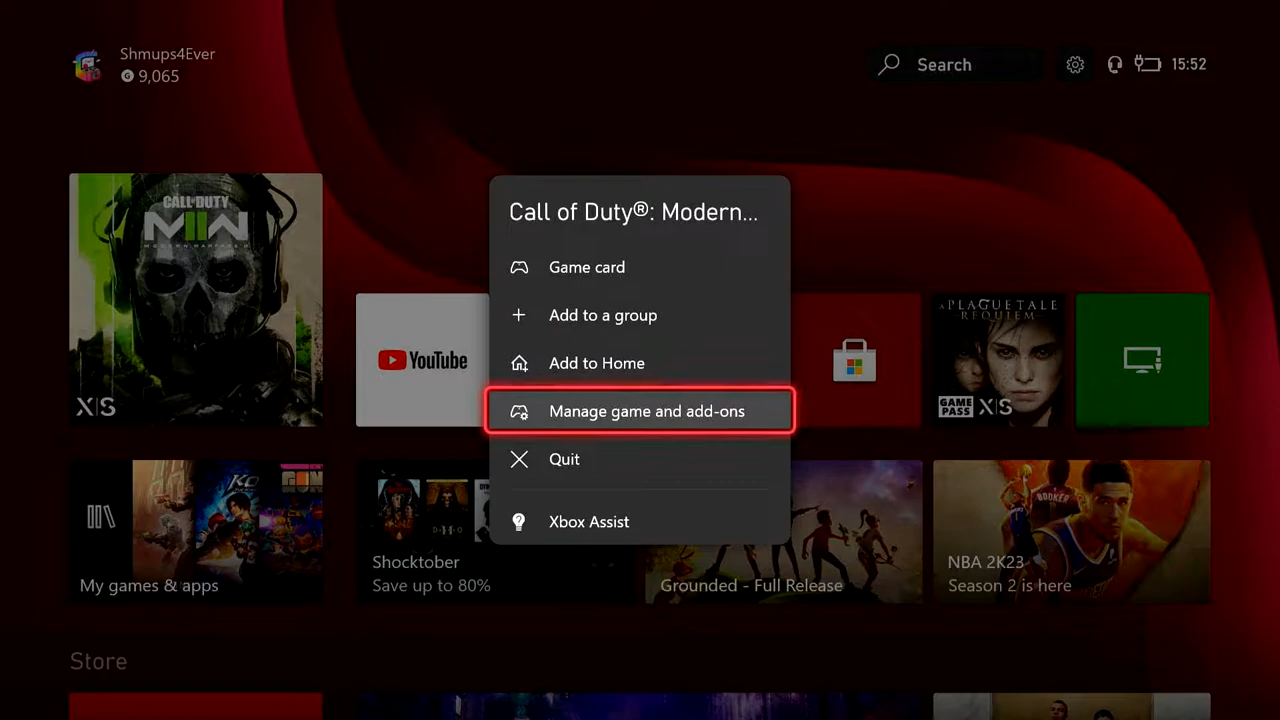 Shmups4Ever
G 9,065
Search
15:52
CALL OF DUTY
MWII
MODERN WARFARE II
X|S
YouTube
Call of Duty®: Modern...
Game card
Add to a group
Add to Home
Manage game and add-ons
Quit
Xbox Assist
A PLAGUE TALE
REQUIEM
GAME PASS
X|S
My games & apps
Shocktober
Save up to 80%
Grounded - Full Release
BOOKER
NBA 2K23
Season 2 is here
Store